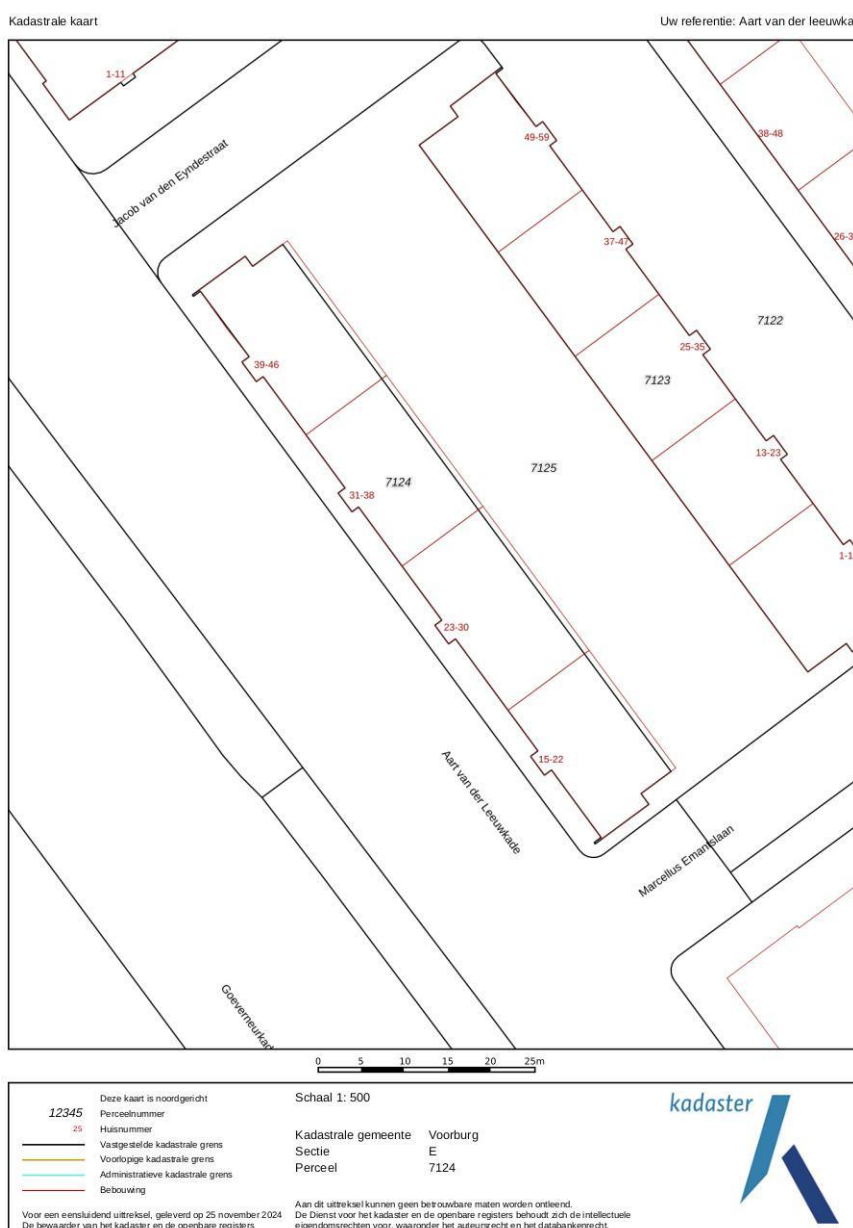 Kadastrale kaart
Uw referentie: Aart van der leeuwka
1-11
Jacob van den Eyndestraat
49-59
38-48
37-47
26-3
7122
25-35
39-46
7123
13-23
7125
7124
31-38
1-1
23-30
15-22
Aart van der Leeuwkade
Marcellus Emantslaan
Goeverneurkad
0 5 10 15 20 25m
Deze kaart is noordgericht
12345 Perceelnummer
25 Huisnummer
Vastgestelde kadastrale grens
Voorlopige kadastrale grens
Administratieve kadastrale grens
Bebouwing
Voor een eensluidend uittreksel, geleverd op 25 november 2024
De bewaarder van het kadaster en de openbare registers
Schaal 1: 500
Kadastrale gemeente Voorburg
Sectie E
Perceel 7124
Aan dit uittreksel kunnen geen betrouwbare maten worden ontleend.
De Dienst voor het kadaster en de openbare registers behoudt zich de intellectuele
eigendomsrechten voor, waaronder het auteursrecht en het databankenrecht.
kadaster